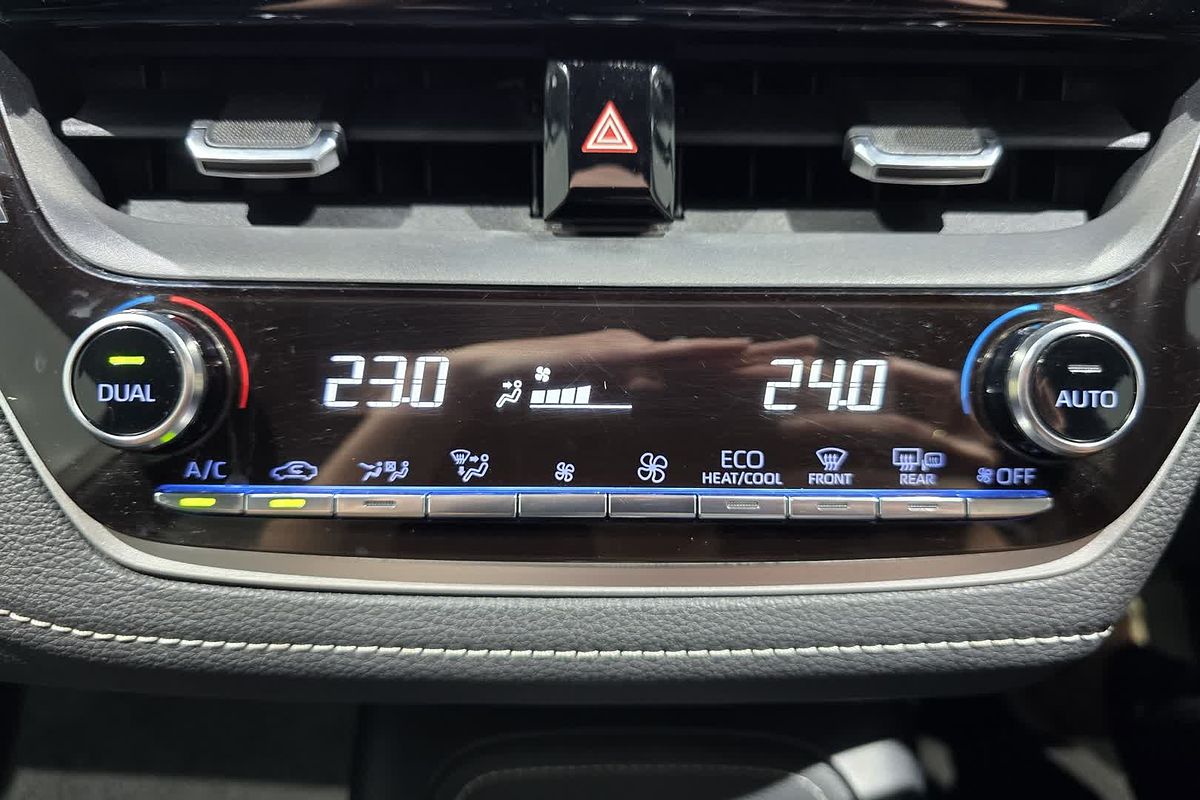 23.0 24.0
DUAL
AUTO
A/C
ECO
HEAT/COOL
FRONT
REAR
OFF